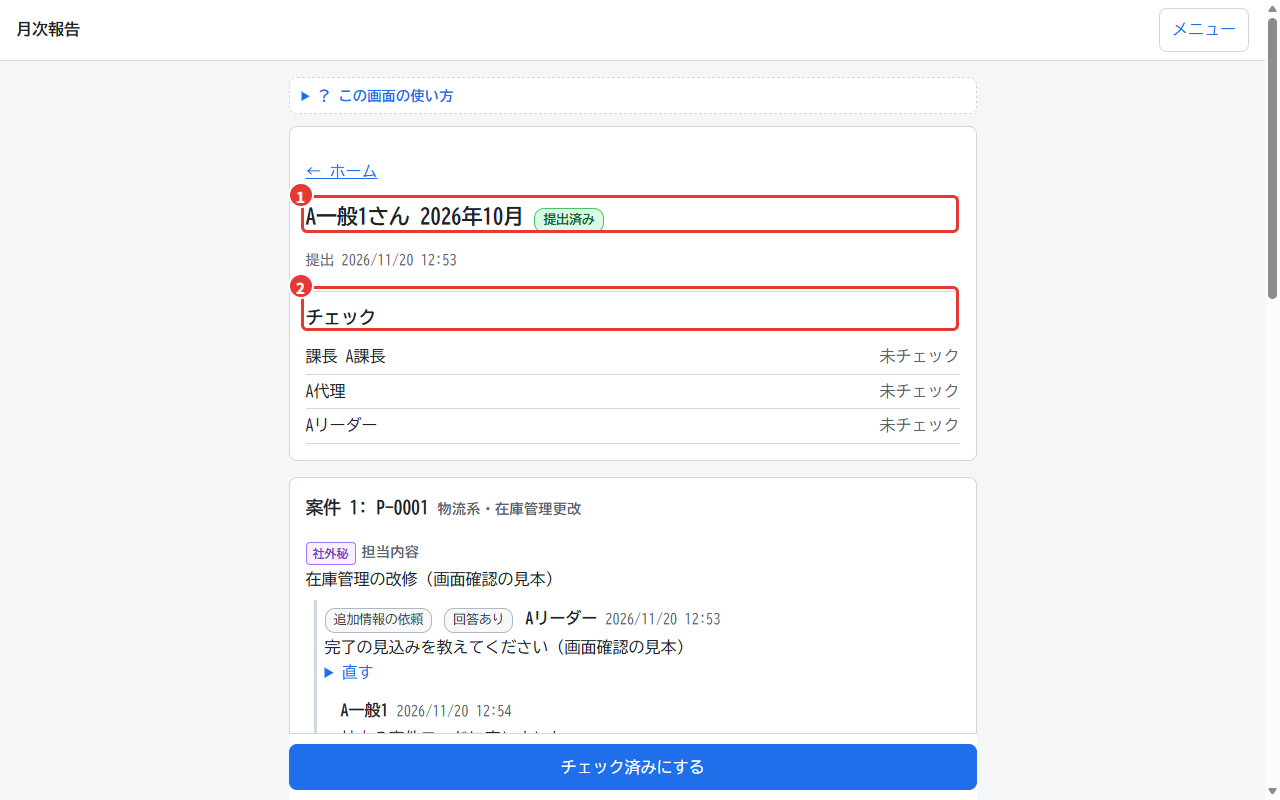 月次報告
メニュー
▶ ? この画面の使い方
← ホーム
1
A一般1さん 2026年10月 提出済み
提出 2026/11/20 12:53
2
チェック
課長 A課長 未チェック
A代理 未チェック
Aリーダー 未チェック
案件 1: P-0001 物流系・在庫管理更改
社外秘 担当内容
在庫管理の改修（画面確認の見本）
追加情報の依頼 回答あり Aリーダー 2026/11/20 12:53
完了の見込みを教えてください（画面確認の見本）
▶ 直す
A一般1 2026/11/20 12:54
チェック済みにする